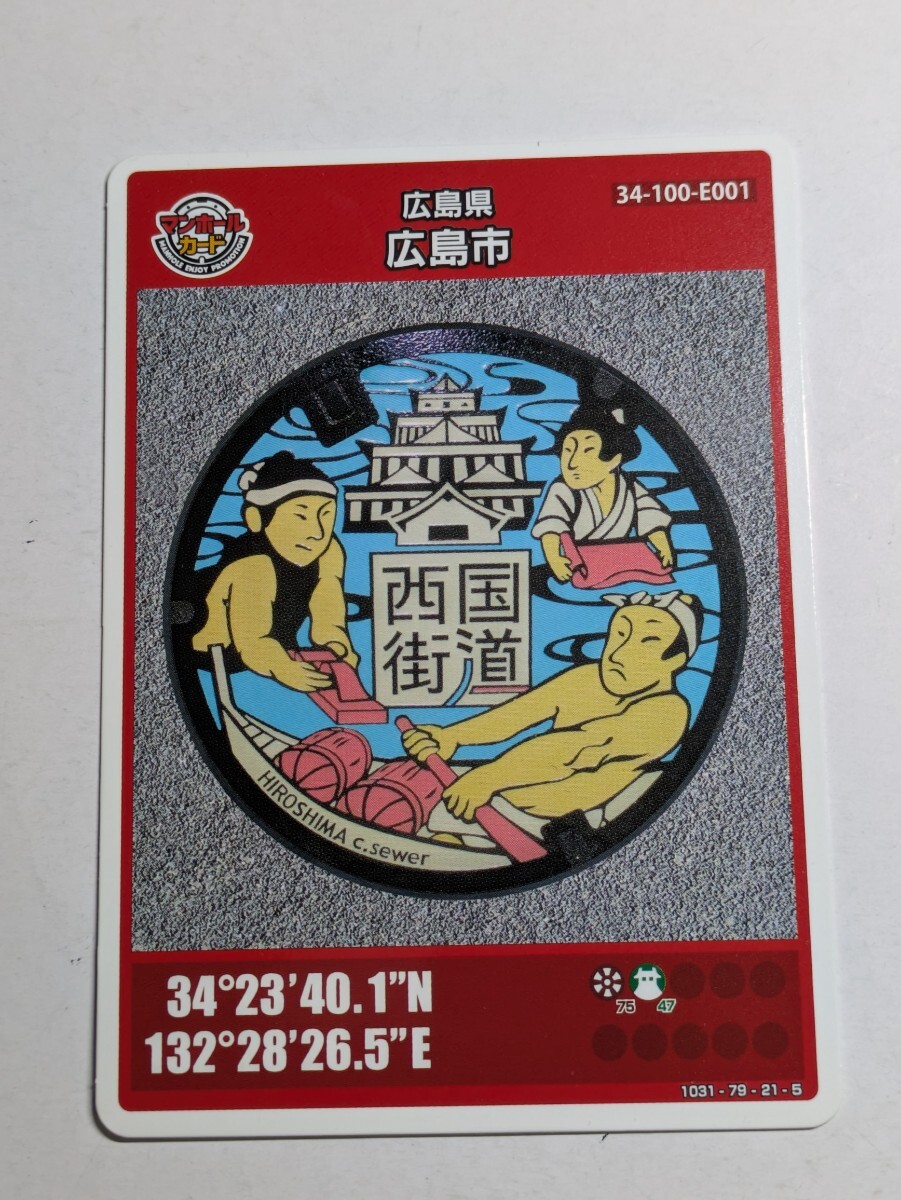 マンホール
カード
MANHOLE ENJOY PROMOTION
広島県
広島市
34-100-E001
西国
街道
HIROSHIMA c.sewer
34°23'40.1"N
132°28'26.5"E
75 47
1031 - 79 - 21 - 5